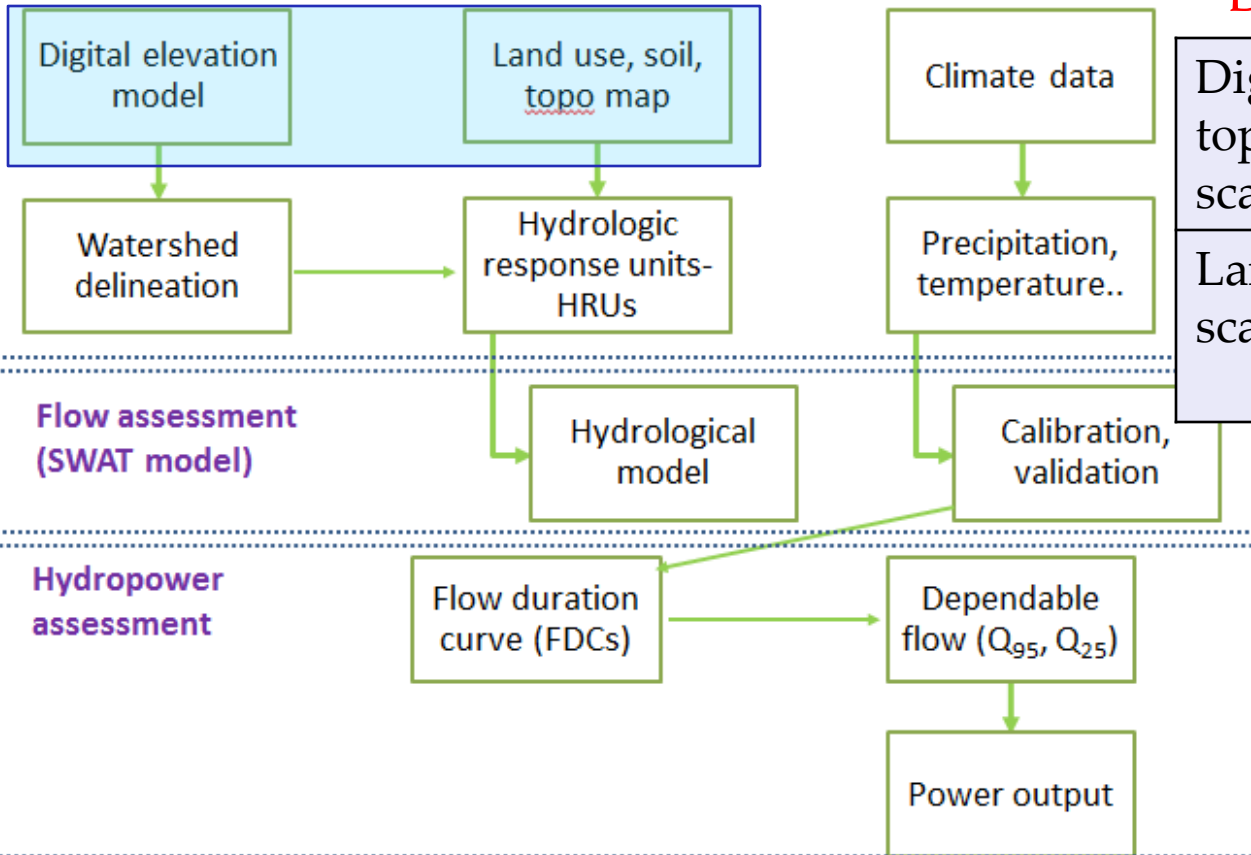 Digital elevation
model
Land use, soil,
topo map
Climate data
Watershed
delineation
Hydrologic
response units-
HRUs
Precipitation,
temperature..
Flow assessment
(SWAT model)
Hydrological
model
Calibration,
validation
Hydropower
assessment
Flow duration
curve (FDCs)
Dependable
flow (Q₉₅, Q₂₅)
Power output